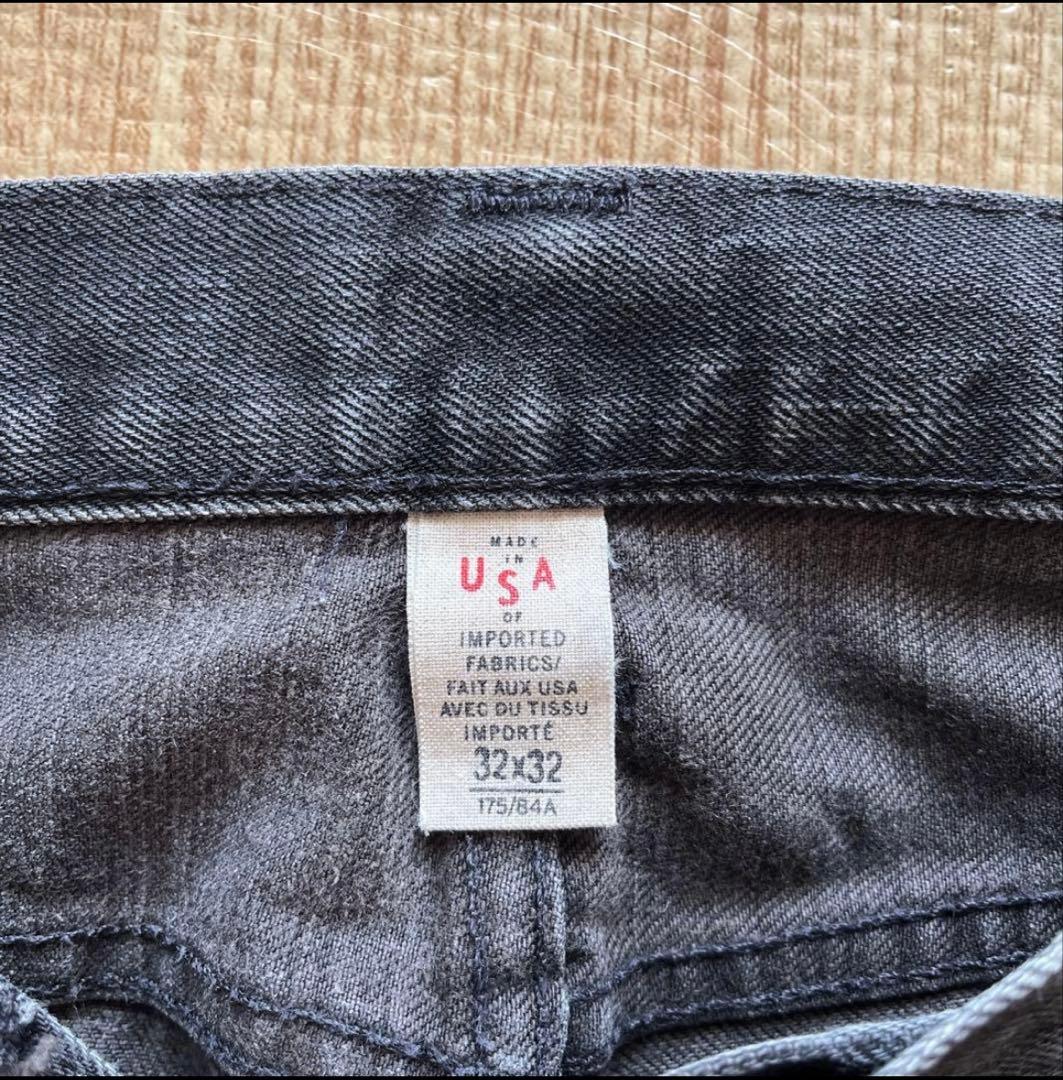 MADE
IN
USA
OF
IMPORTED
FABRICS/
FAIT AUX USA
AVEC DU TISSU
IMPORTÉ
32x32
175/84A